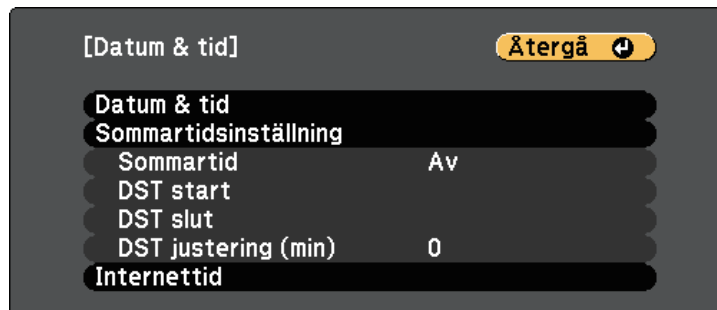 [Datum & tid] Återgå
Datum & tid
Sommartidsinställning
Sommartid Av
DST start
DST slut
DST justering (min) 0
Internettid